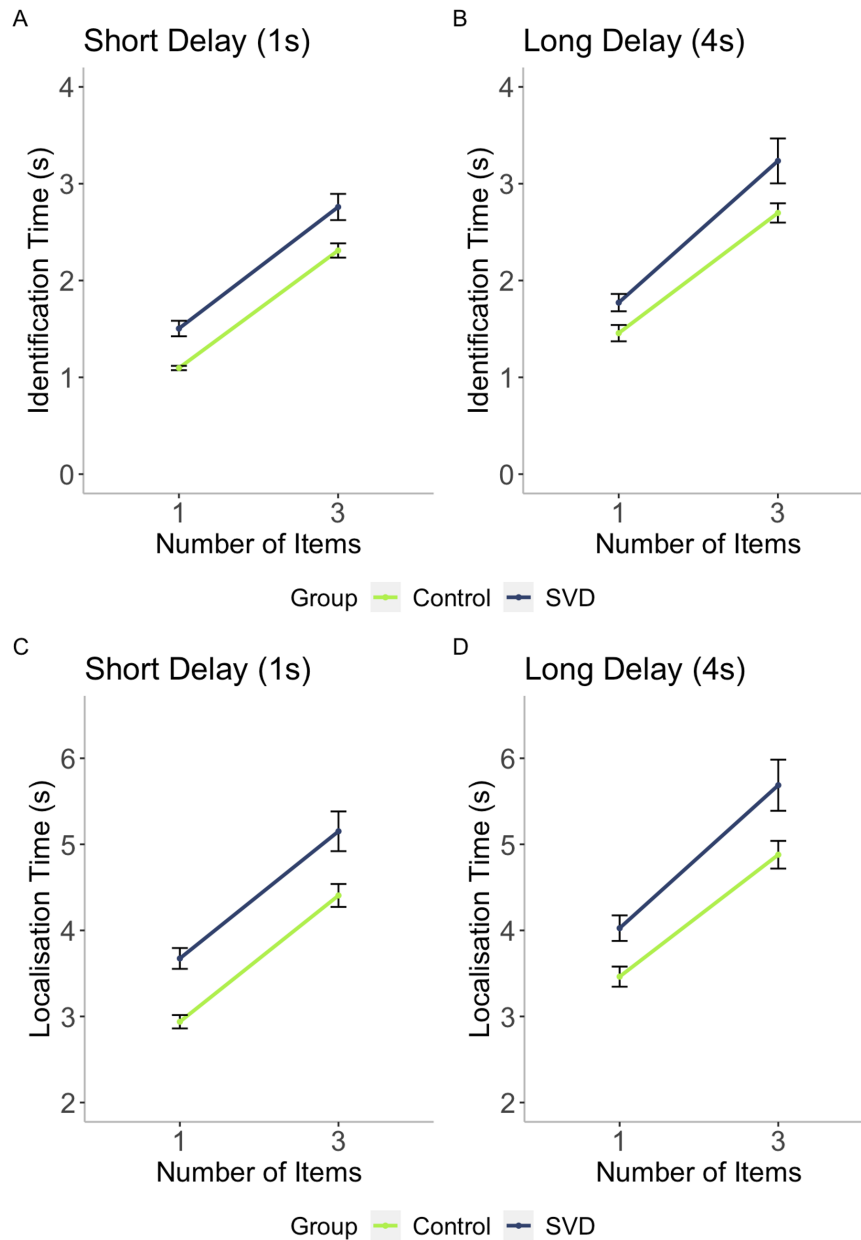 A
Short Delay (1s)
Identification Time (s)
4
3
2
1
0
1 3
Number of Items
B
Long Delay (4s)
Identification Time (s)
4
3
2
1
0
1 3
Number of Items
Group Control SVD
C
Short Delay (1s)
Localisation Time (s)
6
5
4
3
2
1 3
Number of Items
D
Long Delay (4s)
Localisation Time (s)
6
5
4
3
2
1 3
Number of Items
Group Control SVD